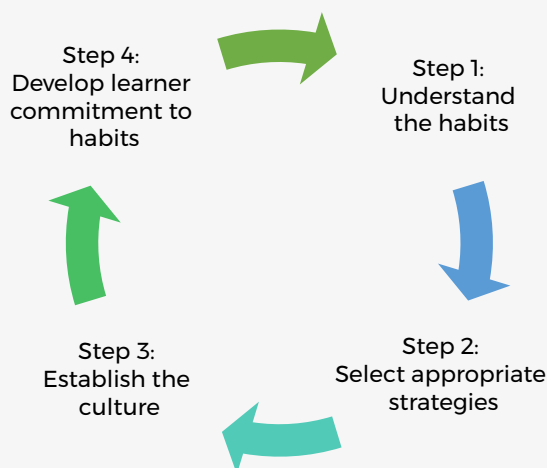 Step 1:
Understand
the habits
Step 2:
Select appropriate
strategies
Step 3:
Establish the
culture
Step 4:
Develop learner
commitment to
habits